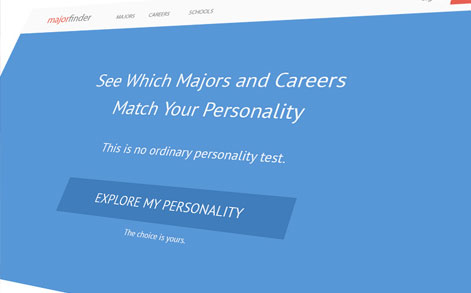 majorfinder MAJORS CAREERS SCHOOLS
See Which Majors and Careers
Match Your Personality
This is no ordinary personality test.
EXPLORE MY PERSONALITY
The choice is yours.